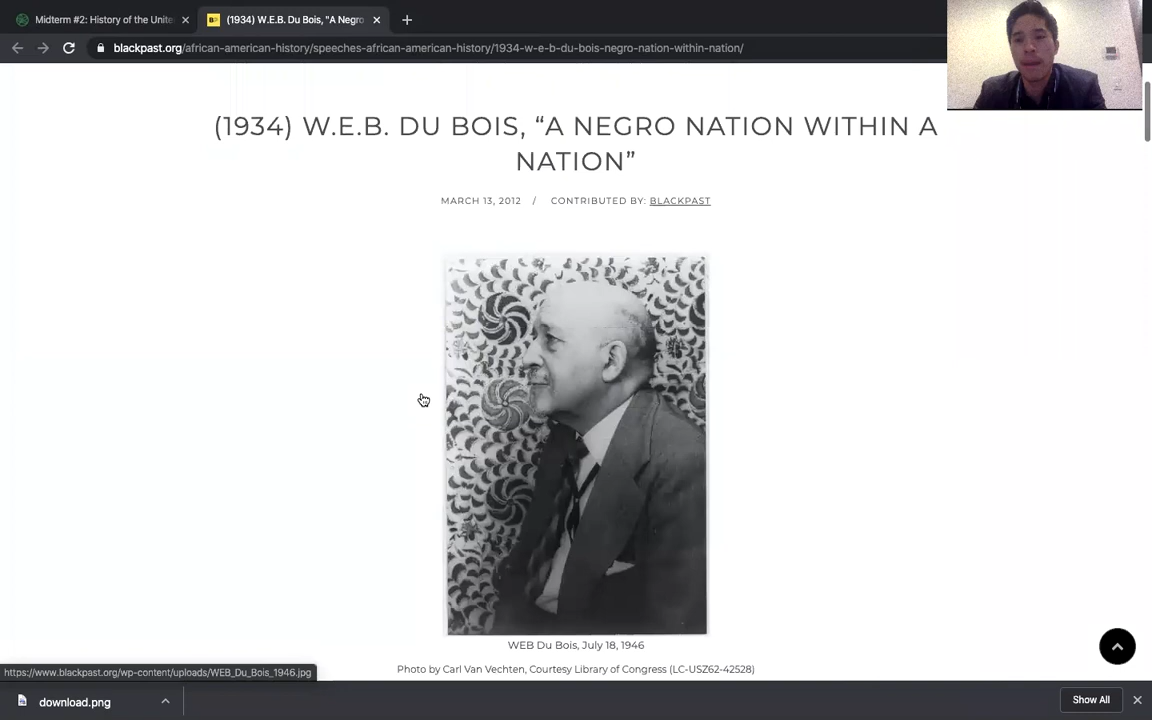 Midterm #2: History of the Unite
(1934) W.E.B. Du Bois, "A Negro
blackpast.org/african-american-history/speeches-african-american-history/1934-w-e-b-du-bois-negro-nation-within-nation/
(1934) W.E.B. DU BOIS, “A NEGRO NATION WITHIN A
NATION”
MARCH 13, 2012 / CONTRIBUTED BY: BLACKPAST
WEB Du Bois, July 18, 1946
Photo by Carl Van Vechten, Courtesy Library of Congress (LC-USZ62-42528)
https://www.blackpast.org/wp-content/uploads/WEB_Du_Bois_1946.jpg
download.png
Show All